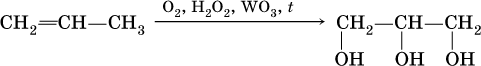 O₂, H₂O₂, WO₃, t
CH₂=CH—CH₃ ⟶ CH₂—CH—CH₂
OH OH OH